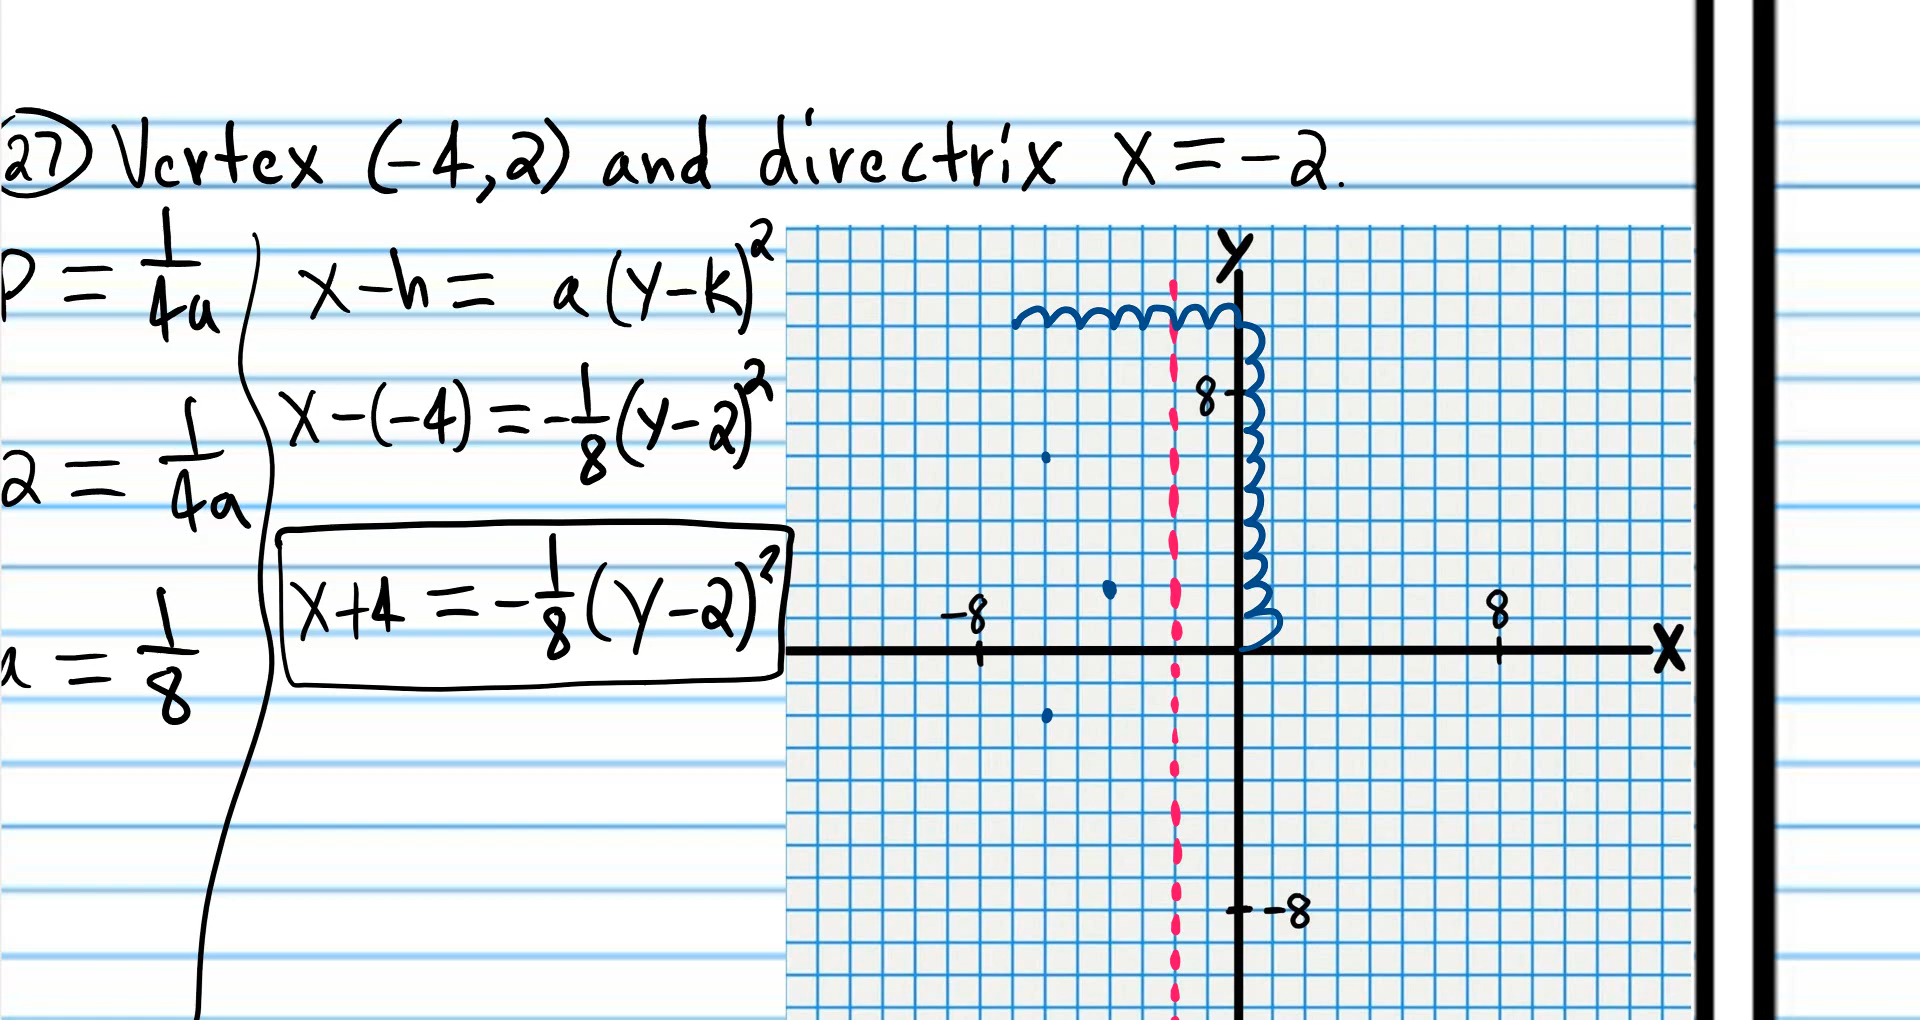 27) Vertex (-4,2) and directrix X=-2.
P = 1/4a
X-h = a(Y-k)²
2 = 1/4a
X-(-4) = -1/8(Y-2)²
a = 1/8
X+4 = -1/8(Y-2)²
Y
8
-8
8
X
-8